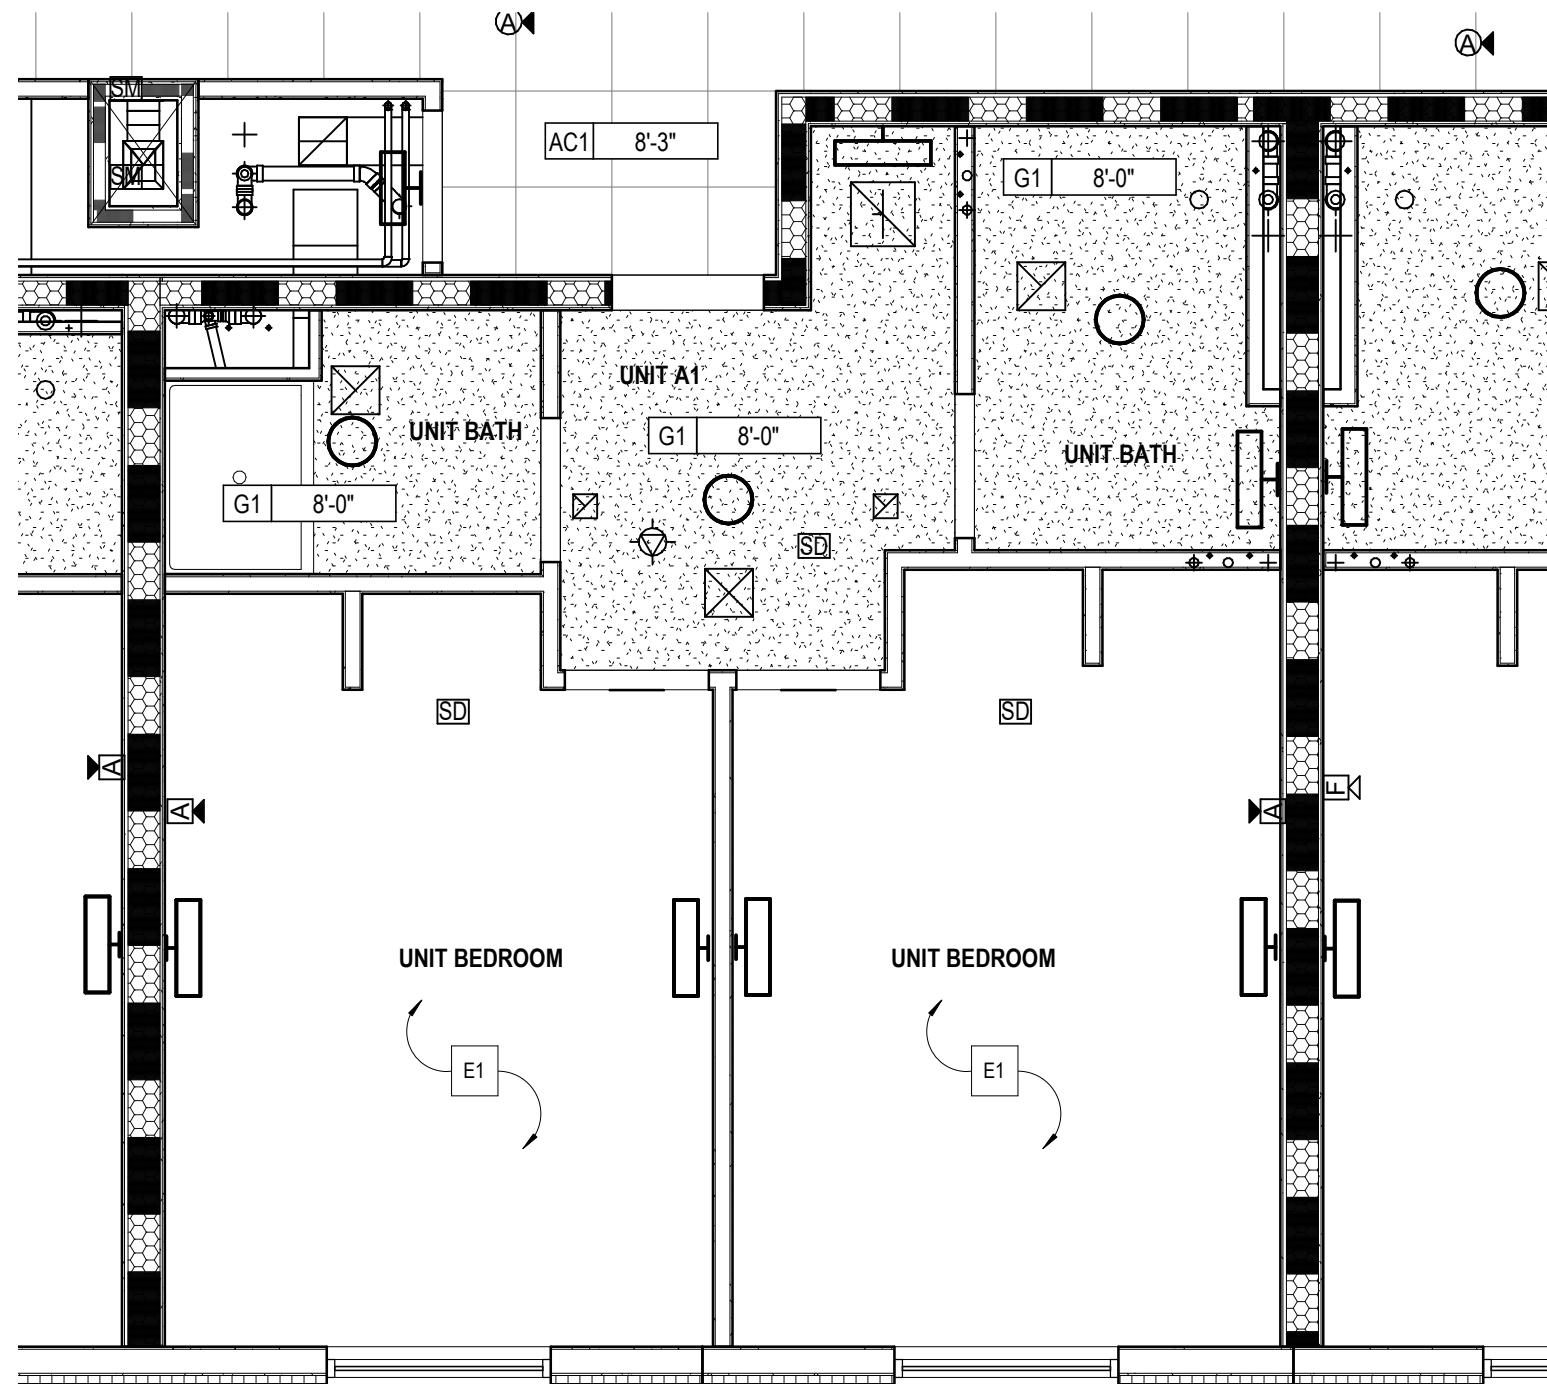 A
A
SM
SM
AC1 8'-3"
G1 8'-0"
UNIT A1
UNIT BATH
G1 8'-0"
UNIT BATH
G1 8'-0"
SD
SD
SD
A
A
A
F
UNIT BEDROOM
UNIT BEDROOM
E1
E1